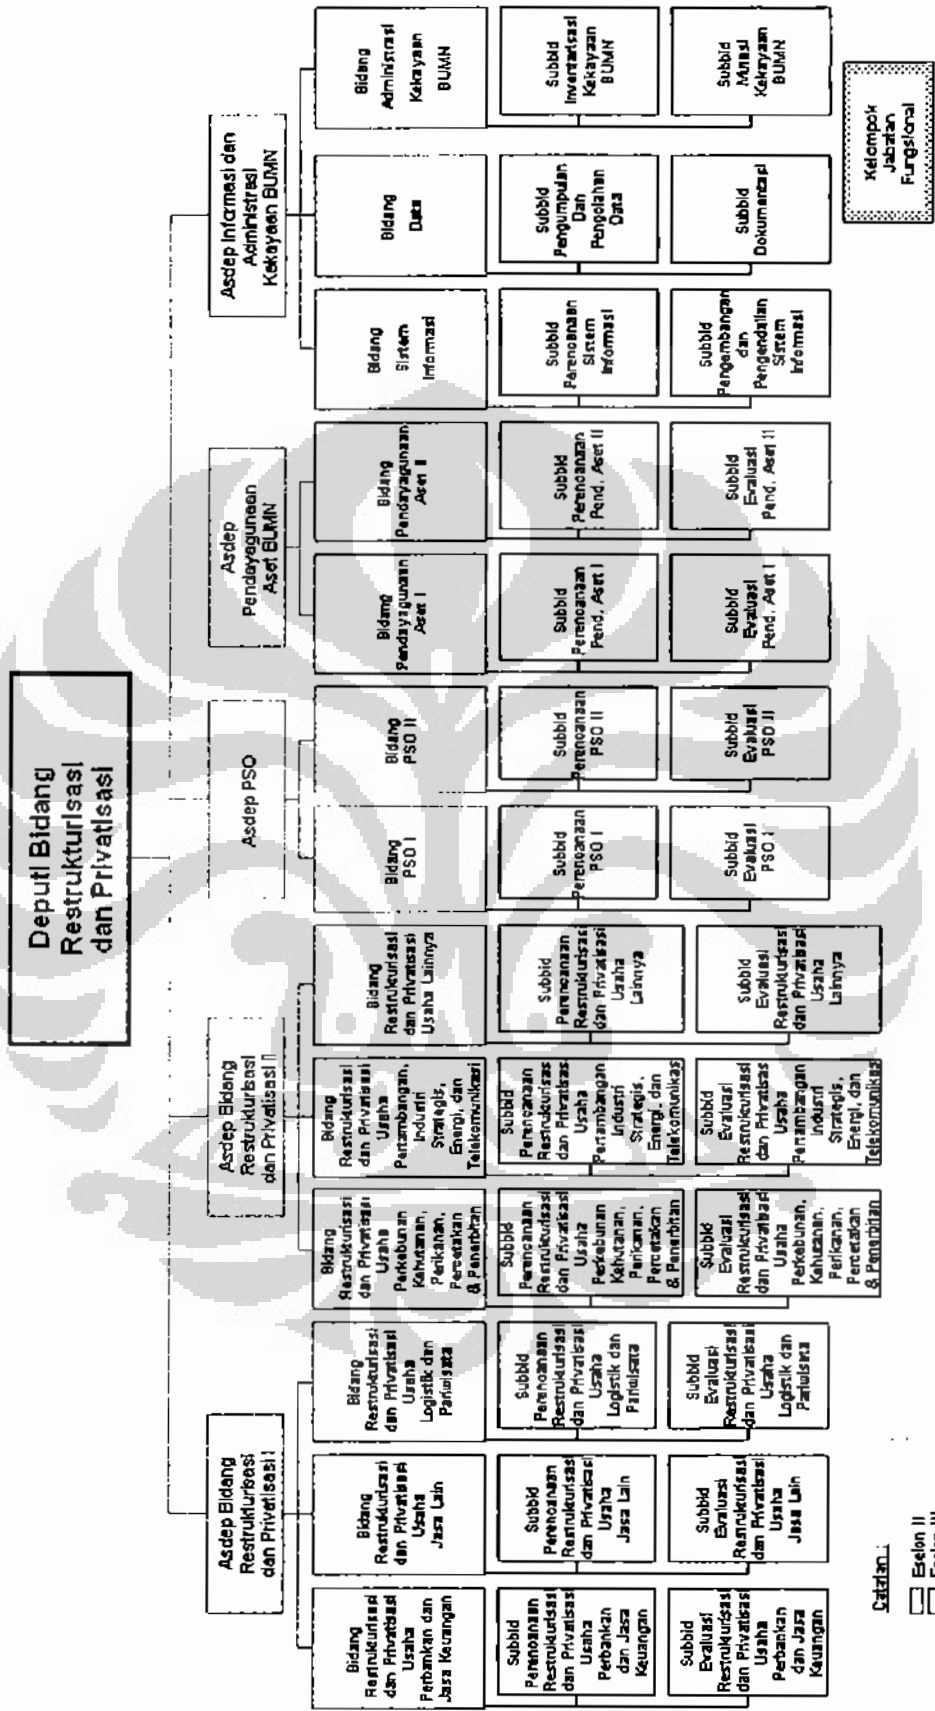 Deputi Bidang
Restrukturisasi
dan Privatisasi
Asdep Bidang
Restrukturisasi
dan Privatisasi I
Asdep Bidang
Restrukturisasi
dan Privatisasi II
Asdep PSO
Asdep
Pendayagunaan
Aset BUMN
Asdep Informasi dan
Administrasi
Kekayaan BUMN
Bidang
Restrukturisasi
dan Privatisasi
Usaha
Perbankan dan
Jasa Keuangan
Bidang
Restrukturisasi
dan Privatisasi
Usaha
Jasa Lain
Bidang
Restrukturisasi
dan Privatisasi
Usaha
Logistik dan
Pariwisata
Bidang
Restrukturisasi
dan Privatisasi
Usaha
Perkebunan
Kehutanan,
Perikanan,
Percetakan
& Penerbitan
Bidang
Restrukturisasi
dan Privatisasi
Usaha
Pertambangan,
Industri
Strategis,
Energi, dan
Telekomunikasi
Bidang
Restrukturisasi
dan Privatisasi
Usaha Lainnya
Bidang
PSO I
Bidang
PSO II
Bidang
Pendayagunaan
Aset I
Bidang
Pendayagunaan
Aset II
Bidang
Sistem
Informasi
Bidang
Data
Bidang
Administrasi
Kekayaan
BUMN
Subbid
Perencanaan
Restrukturisasi
dan Privatisasi
Usaha
Perbankan
dan Jasa
Keuangan
Subbid
Perencanaan
Restrukturisasi
dan Privatisasi
Usaha
Jasa Lain
Subbid
Perencanaan
Restrukturisasi
dan Privatisasi
Usaha
Logistik dan
Pariwisata
Subbid
Perencanaan
Restrukturisasi
dan Privatisasi
Usaha
Perkebunan
Kehutanan,
Perikanan,
Percetakan
& Penerbitan
Subbid
Perencanaan
Restrukturisas
dan Privatisas
Usaha
Pertambangan
Industri
Strategis,
Energi, dan
Telekomunikas
Subbid
Perencanaan
Restrukturisasi
dan Privatisasi
Usaha
Lainnya
Subbid
Perencanaan
PSO I
Subbid
Perencanaan
PSO II
Subbid
Perencanaan
Pend. Aset I
Subbid
Perencanaan
Pend. Aset II
Subbid
Perencanaan
Sistem
Informasi
Subbid
Pengumpulan
Dan
Pengolahan
Data
Subbid
Inventarisasi
Kekayaan
BUMN
Subbid
Evaluasi
Restrukturisasi
dan Privatisasi
Usaha
Perbankan
dan Jasa
Keuangan
Subbid
Evaluasi
Restrukturisasi
dan Privatisasi
Usaha
Jasa Lain
Subbid
Evaluasi
Restrukturisasi
dan Privatisasi
Usaha
Logistik dan
Pariwisata
Subbid
Evaluasi
Restrukturisasi
dan Privatisasi
Usaha
Perkebunan,
Kehutanan,
Perikanan,
Percetakan
& Penerbitan
Subbid
Evaluasi
Restrukturisasi
dan Privatisas
Usaha
Pertambangan
Industri
Strategis,
Energi, dan
Telekomunikas
Subbid
Evaluasi
Restrukturisasi
dan Privatisasi
Usaha
Lainnya
Subbid
Evaluasi
PSO I
Subbid
Evaluasi
PSO II
Subbid
Evaluasi
Pend. Aset I
Subbid
Evaluasi
Pend. Aset II
Subbid
Pengembangan
dan
Pengendalian
Sistem
Informasi
Subbid
Dokumentasi
Subbid
Mutasi
Kekayaan
BUMN
Kelompok
Jabatan
Fungsional
Catatan :
Eselon II